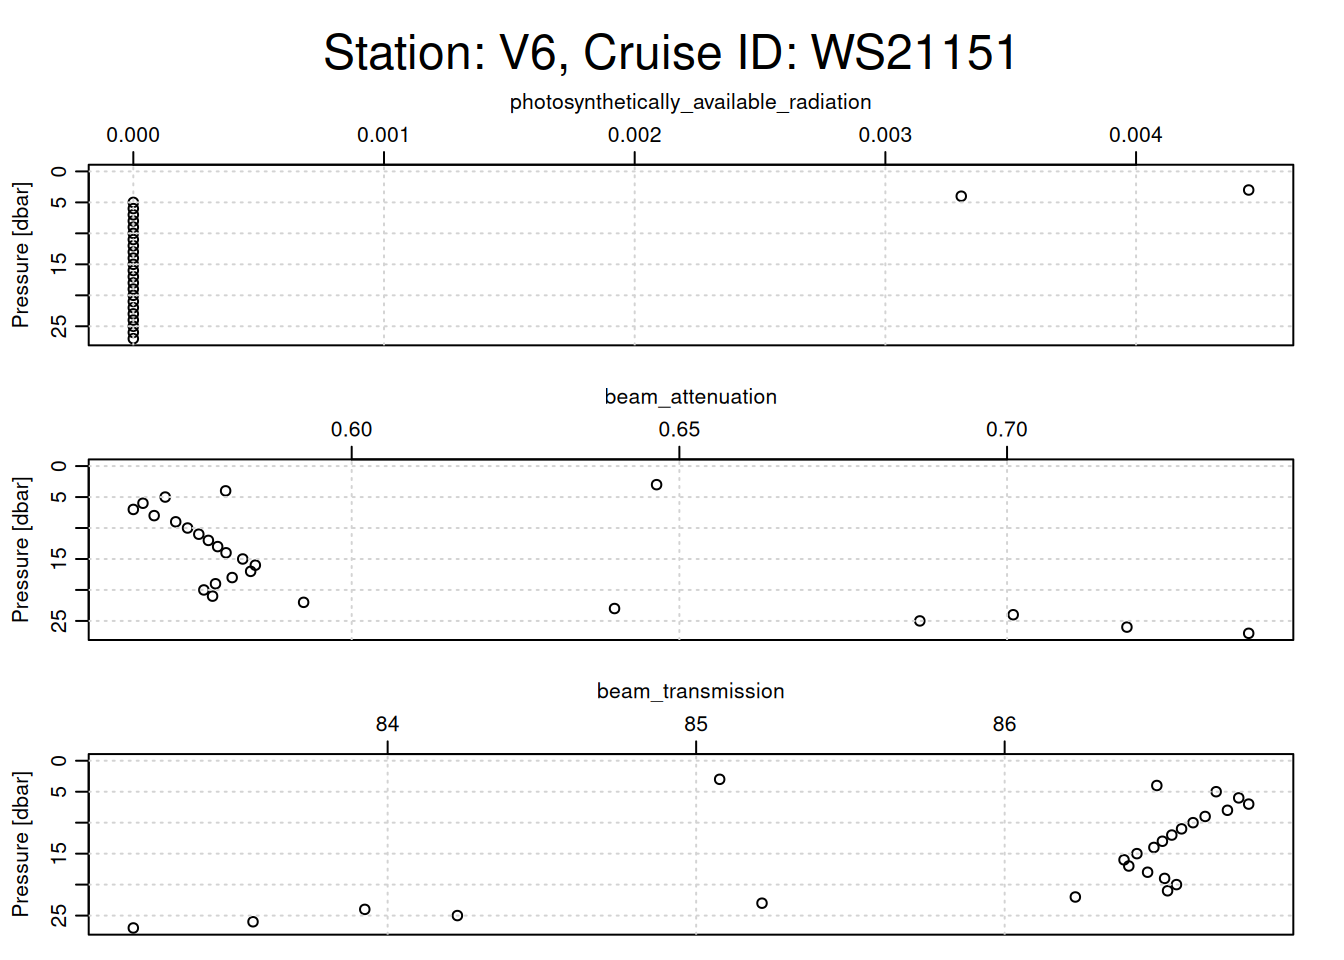 Station: V6, Cruise ID: WS21151
photosynthetically_available_radiation
0.000 0.001 0.002 0.003 0.004
Pressure [dbar]
0
5
15
25
beam_attenuation
0.60 0.65 0.70
Pressure [dbar]
0
5
15
25
beam_transmission
84 85 86
Pressure [dbar]
0
5
15
25